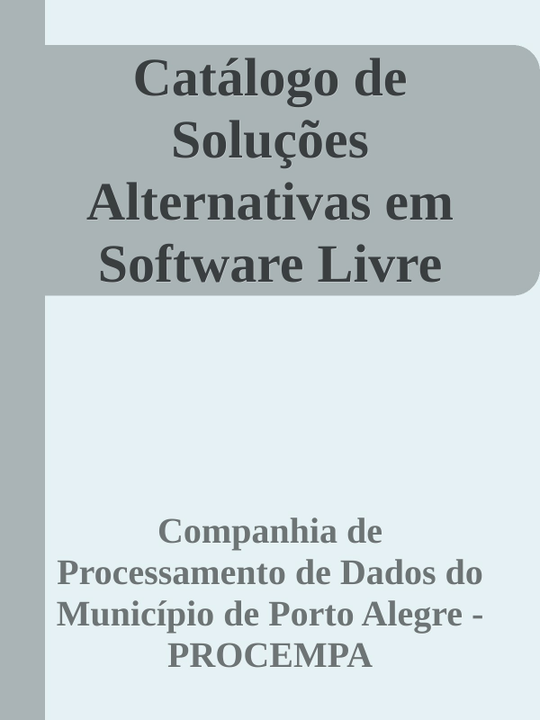 Catálogo de
Soluções
Alternativas em
Software Livre
Companhia de
Processamento de Dados do
Município de Porto Alegre -
PROCEMPA